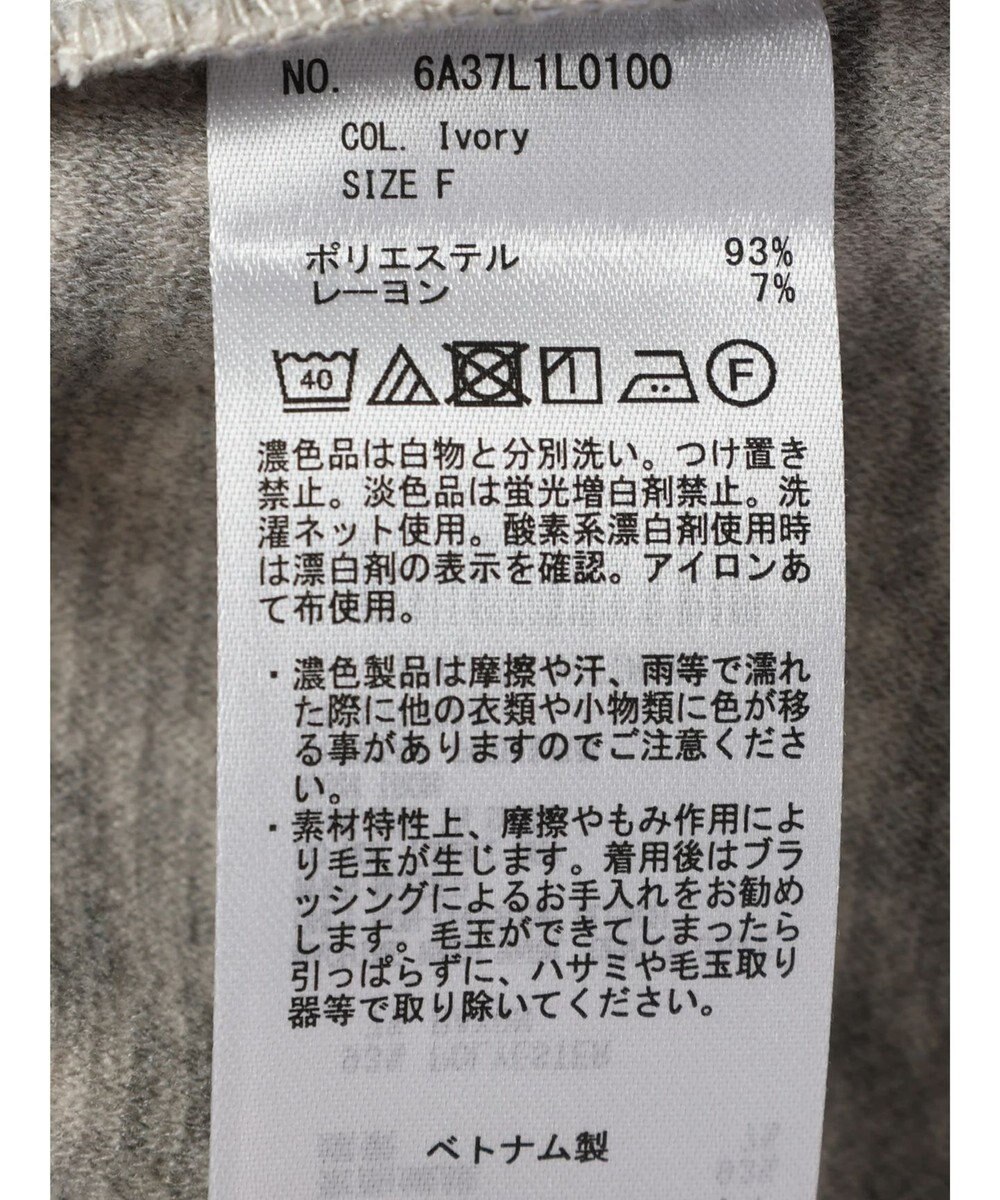 NO. 6A37L1L0100
COL. Ivory
SIZE F
ポリエステル 93%
レーヨン 7%
40 F
濃色品は白物と分別洗い。つけ置き
禁止。淡色品は蛍光増白剤禁止。洗
濯ネット使用。酸素系漂白剤使用時
は漂白剤の表示を確認。アイロンあ
て布使用。
・濃色製品は摩擦や汗、雨等で濡れ
た際に他の衣類や小物類に色が移
る事がありますのでご注意くださ
い。
・素材特性上、摩擦やもみ作用によ
り毛玉が生じます。着用後はブラ
ッシングによるお手入れをお勧め
します。毛玉ができてしまったら
引っぱらずに、ハサミや毛玉取り
器等で取り除いてください。
ベトナム製